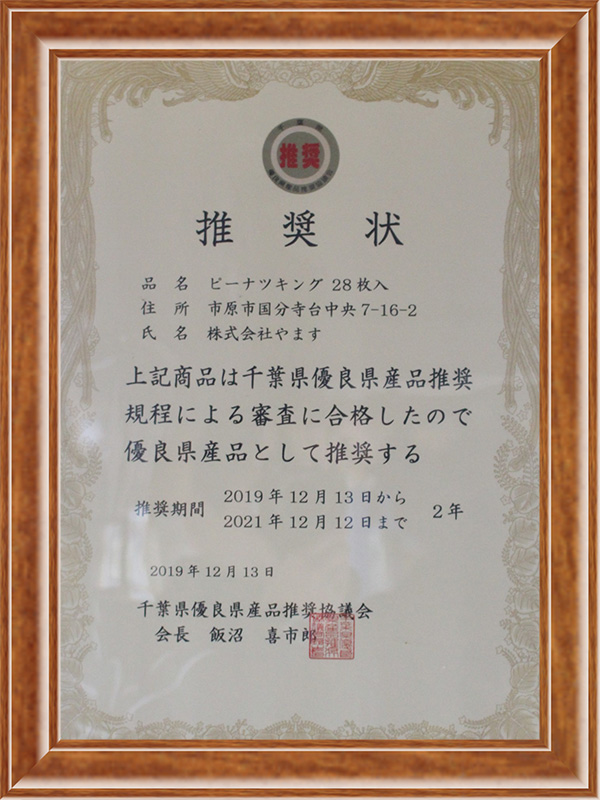 推奨
推奨状
品名 ピーナツキング 28枚入
住所 市原市国分寺台中央7-16-2
氏名 株式会社やます
上記商品は千葉県優良県産品推奨
規程による審査に合格したので
優良県産品として推奨する
推奨期間 2019年12月13日から
2021年12月12日まで 2年
2019年12月13日
千葉県優良県産品推奨協議会
会長 飯沼 喜市郎